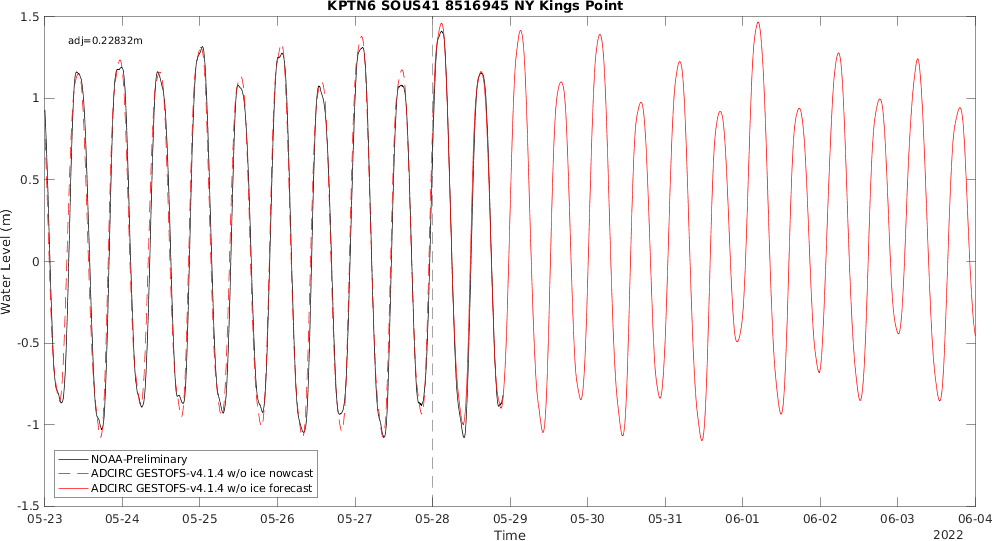 KPTN6 SOUS41 8516945 NY Kings Point
adj=0.22832m
1.5
1
0.5
0
-0.5
-1
-1.5
Water Level (m)
NOAA-Preliminary
ADCIRC GESTOFS-v4.1.4 w/o ice nowcast
ADCIRC GESTOFS-v4.1.4 w/o ice forecast
05-23 05-24 05-25 05-26 05-27 05-28 05-29 05-30 05-31 06-01 06-02 06-03 06-04
Time
2022